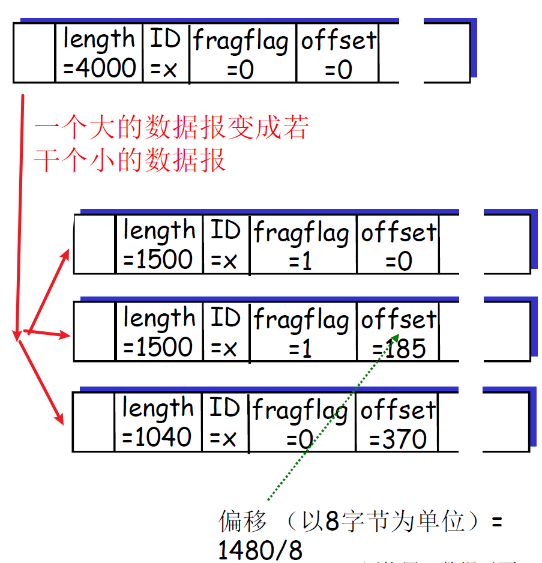 length ID fragflag offset
=4000 =x =0 =0
一个大的数据报变成若
干个小的数据报
length ID fragflag offset
=1500 =x =1 =0
length ID fragflag offset
=1500 =x =1 =185
length ID fragflag offset
=1040 =x =0 =370
偏移 （以8字节为单位）=
1480/8